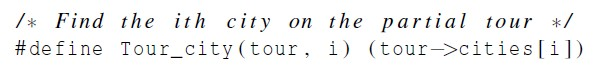 /* Find the ith city on the partial tour */
#define Tour_city(tour, i) (tour->cities[i])